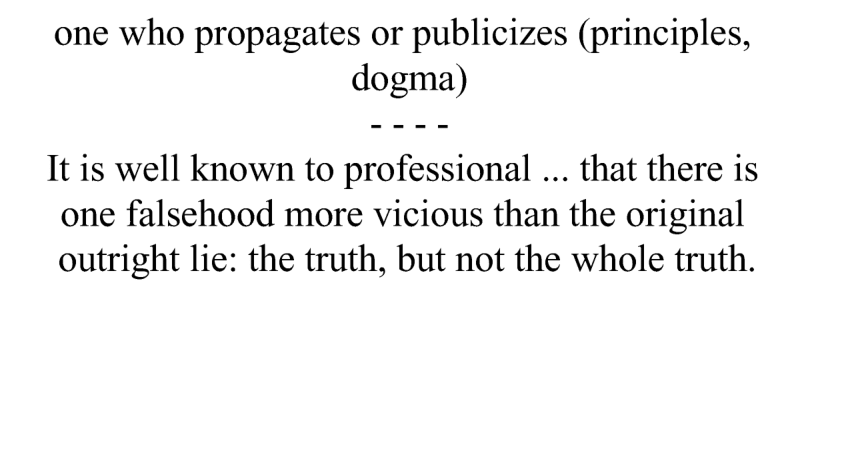 one who propagates or publicizes (principles,
dogma)
- - - -
It is well known to professional ... that there is
one falsehood more vicious than the original
outright lie: the truth, but not the whole truth.